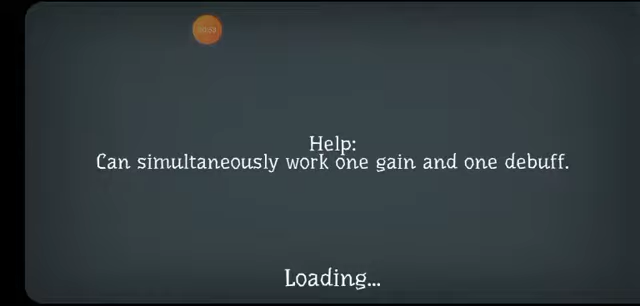 Help:
Can simultaneously work one gain and one debuff.
Loading...